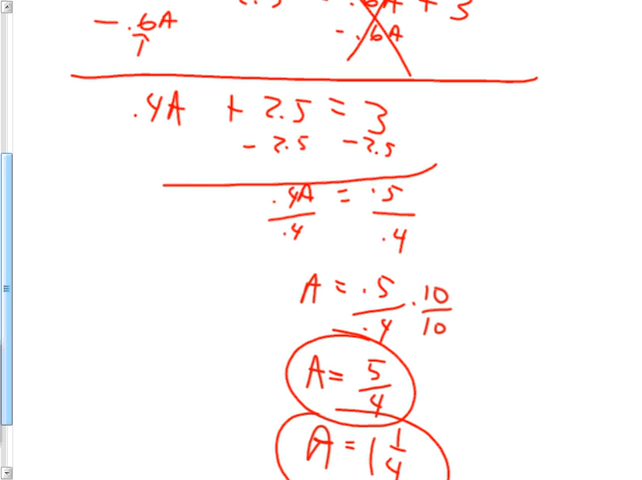 -.6A - .6A + 3
- .6A
.4A + 2.5 = 3
- 2.5 -2.5
.4A = .5
.4 .4
A = .5/.4 · 10/10
A = 5/4
A = 1 1/4